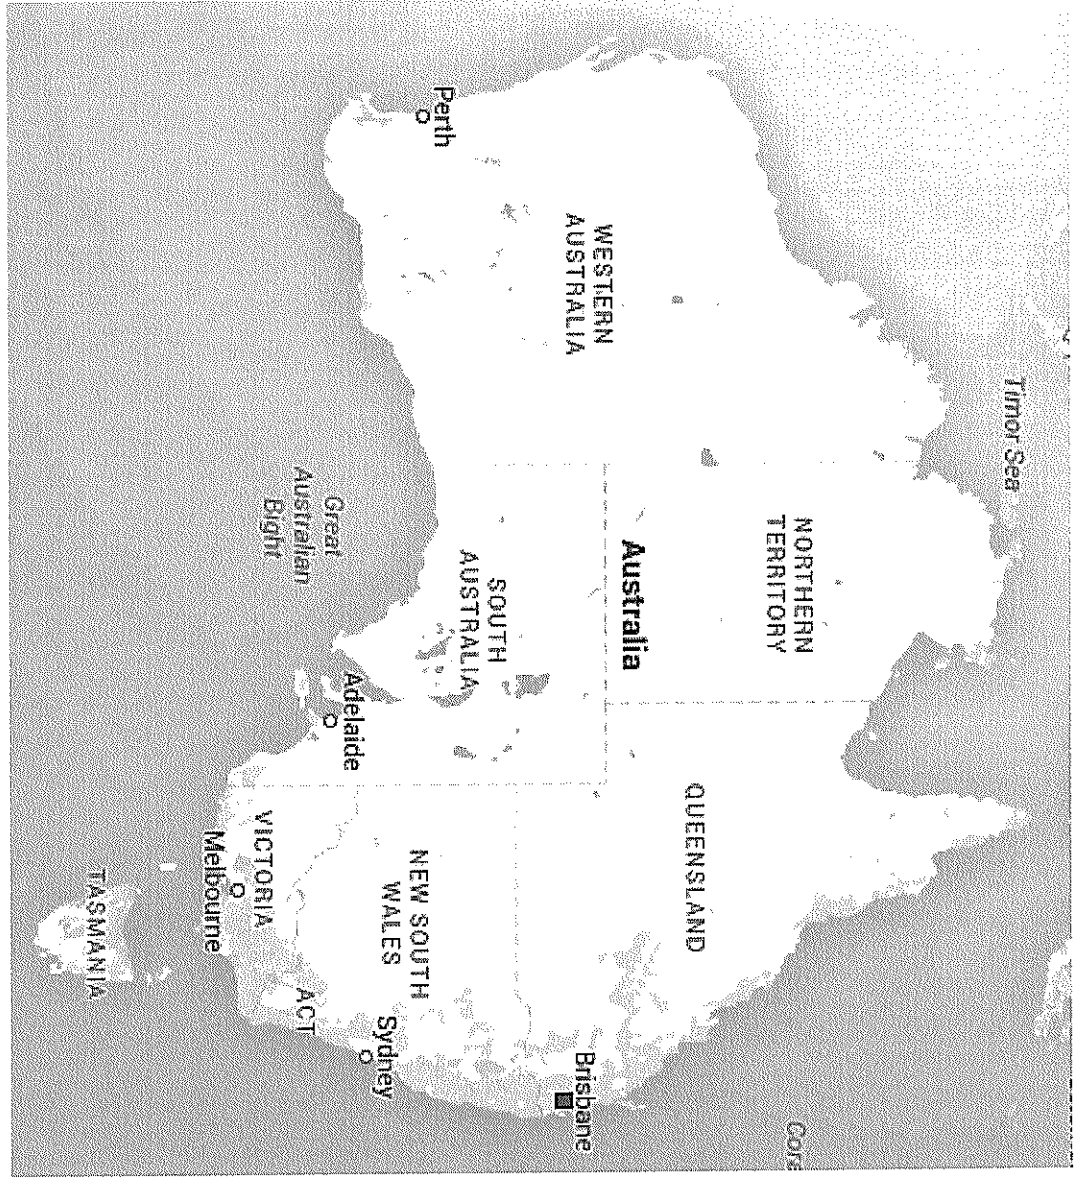 Timor Sea
NORTHERN
TERRITORY
WESTERN
AUSTRALIA
Australia
QUEENSLAND
SOUTH
AUSTRALIA
Great
Australian
Bight
Perth
Adelaide
NEW SOUTH
WALES
Brisbane
Sydney
ACT
VICTORIA
Melbourne
TASMANIA